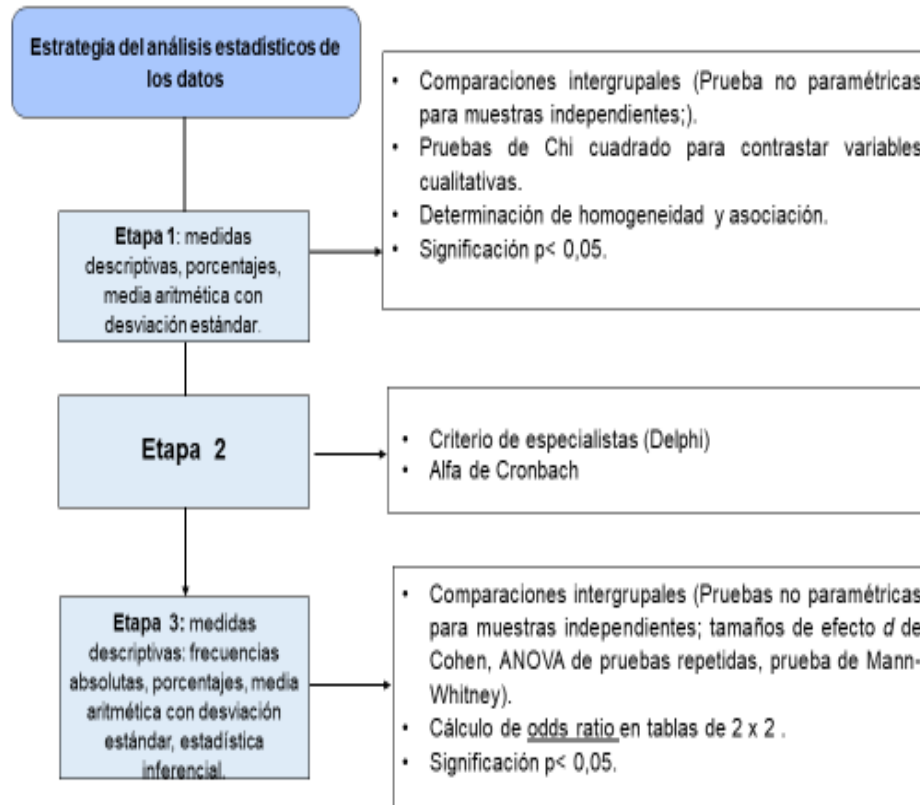 Estrategia del análisis estadísticos de
los datos
• Comparaciones intergrupales (Prueba no paramétricas
para muestras independientes;).
• Pruebas de Chi cuadrado para contrastar variables
cualitativas.
• Determinación de homogeneidad y asociación.
• Significación p< 0,05.
Etapa 1: medidas
descriptivas, porcentajes,
media aritmética con
desviación estándar.
Etapa 2
• Criterio de especialistas (Delphi)
• Alfa de Cronbach
Etapa 3: medidas
descriptivas: frecuencias
absolutas, porcentajes, media
aritmética con desviación
estándar, estadística
inferencial.
• Comparaciones intergrupales (Pruebas no paramétricas
para muestras independientes; tamaños de efecto d de
Cohen, ANOVA de pruebas repetidas, prueba de Mann-
Whitney).
• Cálculo de odds ratio en tablas de 2 x 2 .
• Significación p< 0,05.